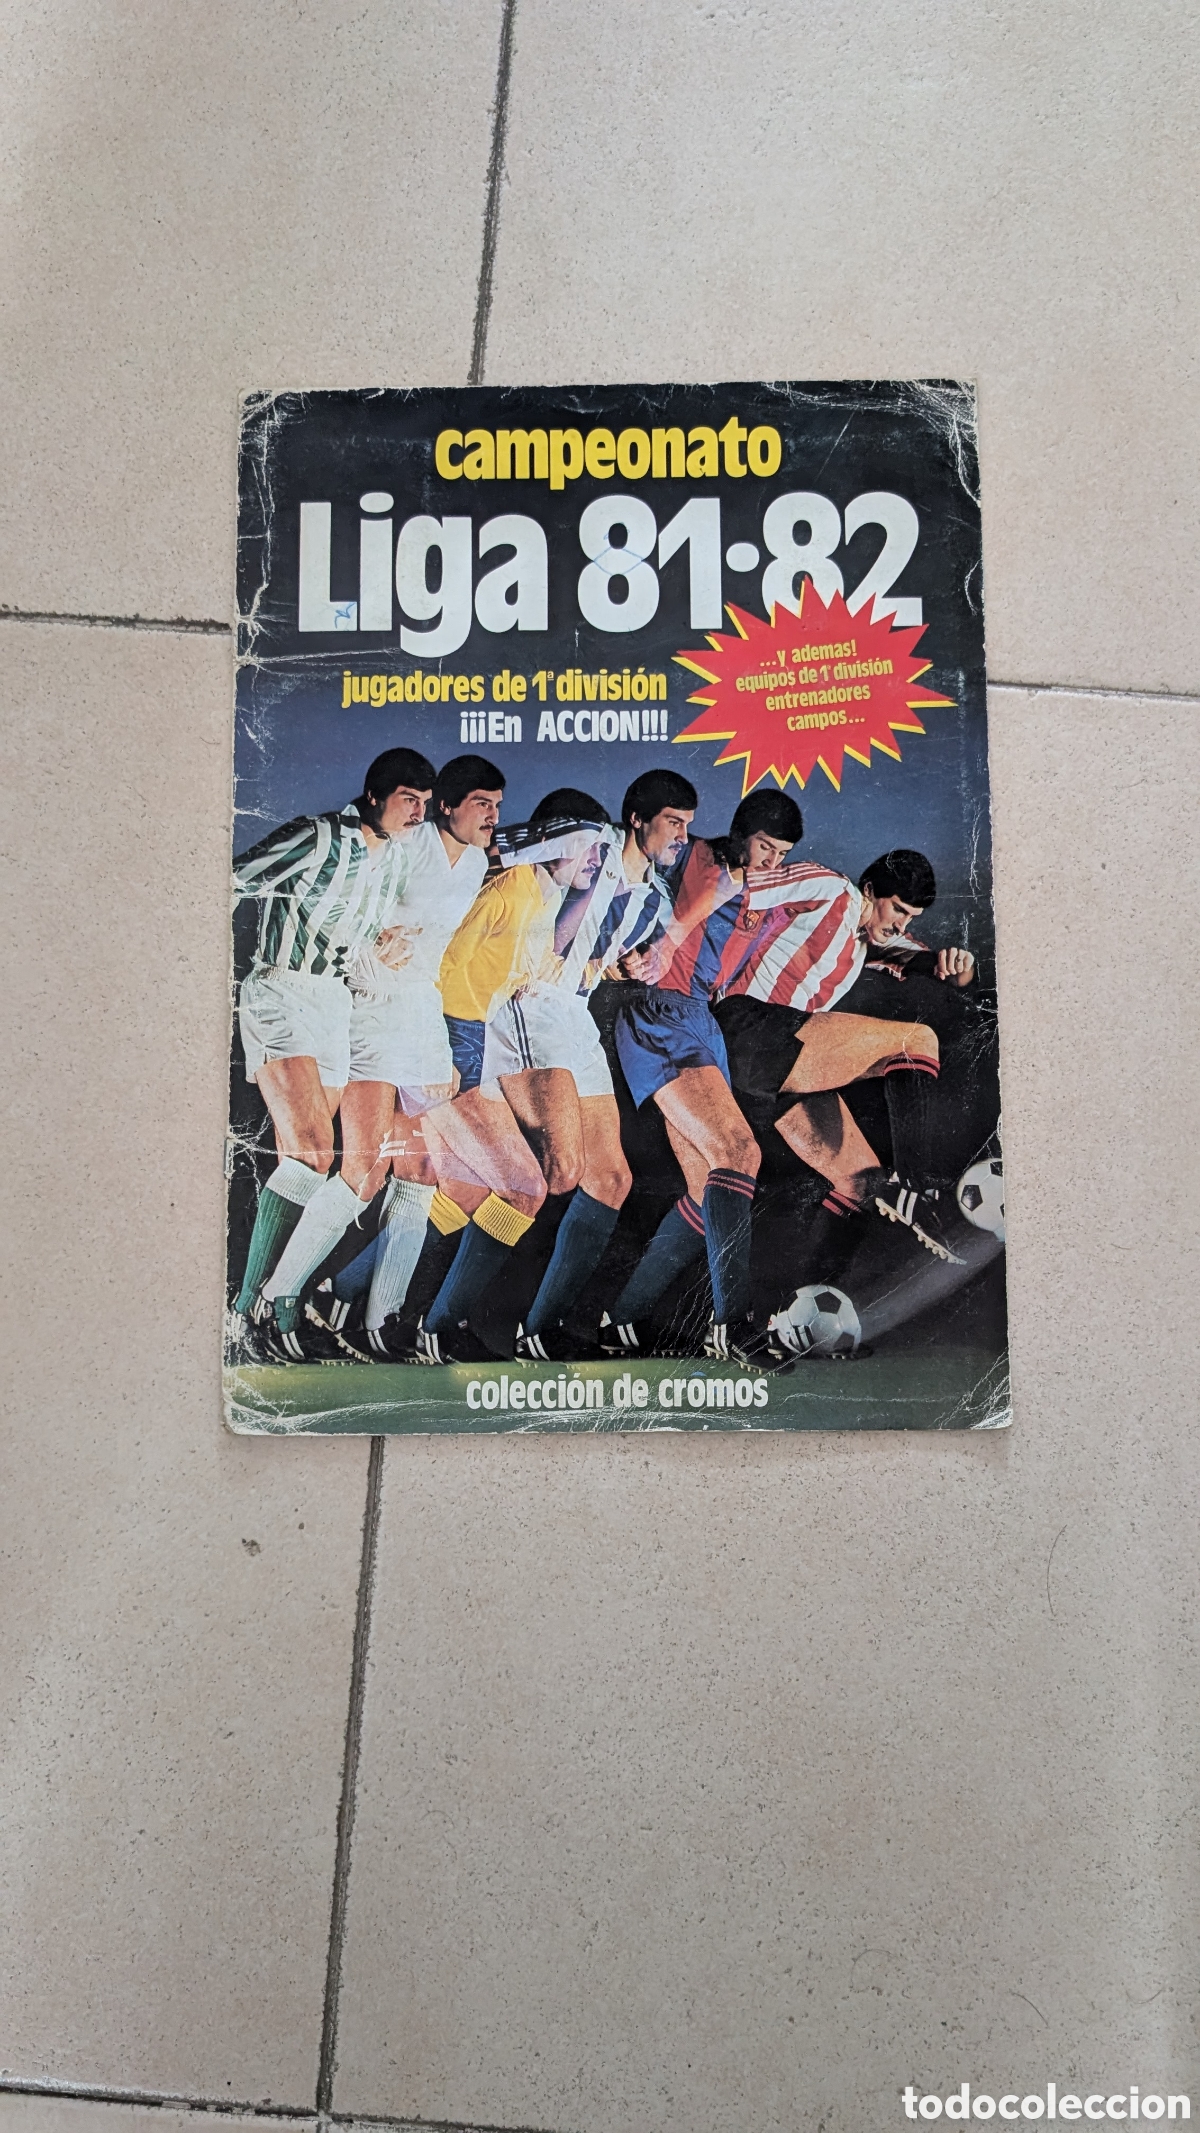 campeonato
Liga 81-82
jugadores de 1ª división
¡¡¡En ACCION!!!
...y ademas!
equipos de 1ª división
entrenadores
campos...
colección de cromos
todocoleccion